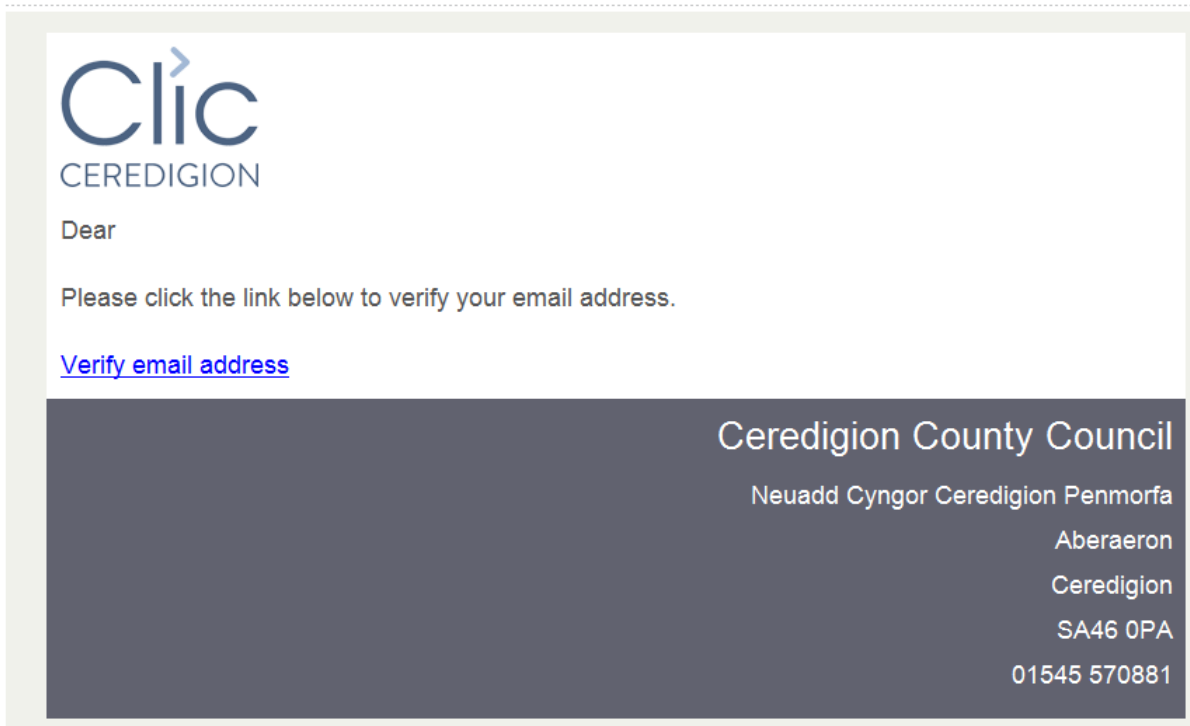 Clic
CEREDIGION
Dear
Please click the link below to verify your email address.
Verify email address
Ceredigion County Council
Neuadd Cyngor Ceredigion Penmorfa
Aberaeron
Ceredigion
SA46 0PA
01545 570881